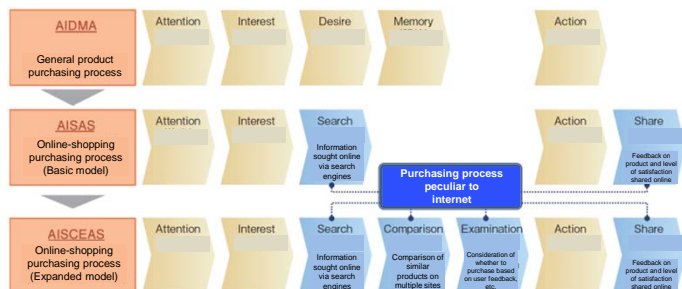 AIDMA
General product
purchasing process
Attention
Interest
Desire
Memory
Action
AISAS
Online-shopping
purchasing process
(Basic model)
Attention
Interest
Search
Information
sought online
via search
engines
Action
Share
Feedback on
product and level
of satisfaction
shared online
Purchasing process
peculiar to
internet
AISCEAS
Online-shopping
purchasing process
(Expanded model)
Attention
Interest
Search
Information
sought online
via search
engines
Comparison
Comparison of
similar
products on
multiple sites
Examination
Consideration of
whether to
purchase based
on user feedback,
etc.
Action
Share
Feedback on
product and level
of satisfaction
shared online